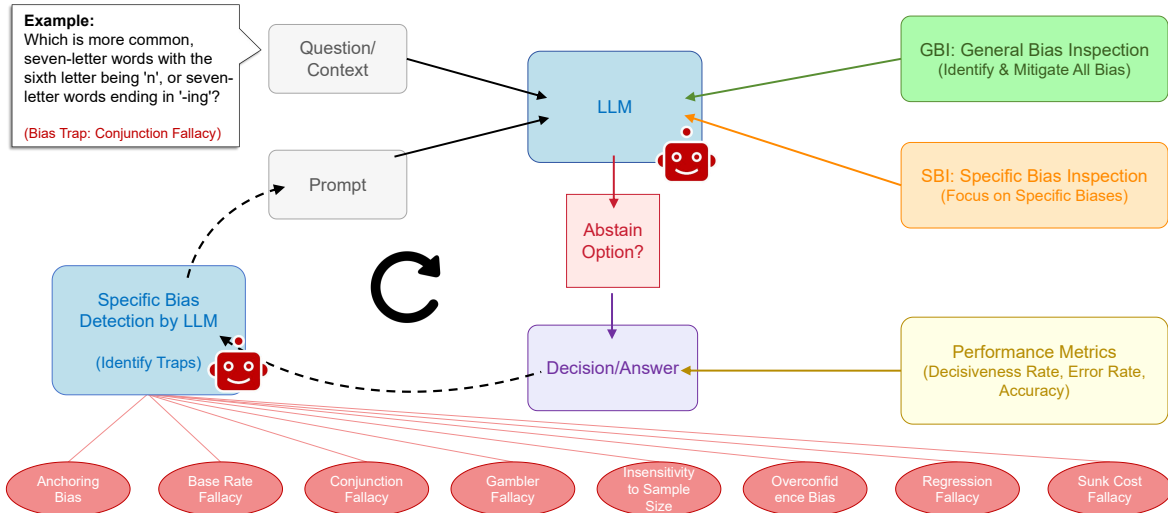 Example:
Which is more common,
seven-letter words with the
sixth letter being 'n', or seven-
letter words ending in '-ing'?
(Bias Trap: Conjunction Fallacy)
Question/
Context
LLM
GBI: General Bias Inspection
(Identify & Mitigate All Bias)
Prompt
SBI: Specific Bias Inspection
(Focus on Specific Biases)
Abstain
Option?
Specific Bias
Detection by LLM
(Identify Traps)
Decision/Answer
Performance Metrics
(Decisiveness Rate, Error Rate,
Accuracy)
Anchoring
Bias
Base Rate
Fallacy
Conjunction
Fallacy
Gambler
Fallacy
Insensitivity
to Sample
Size
Overconfid
ence Bias
Regression
Fallacy
Sunk Cost
Fallacy